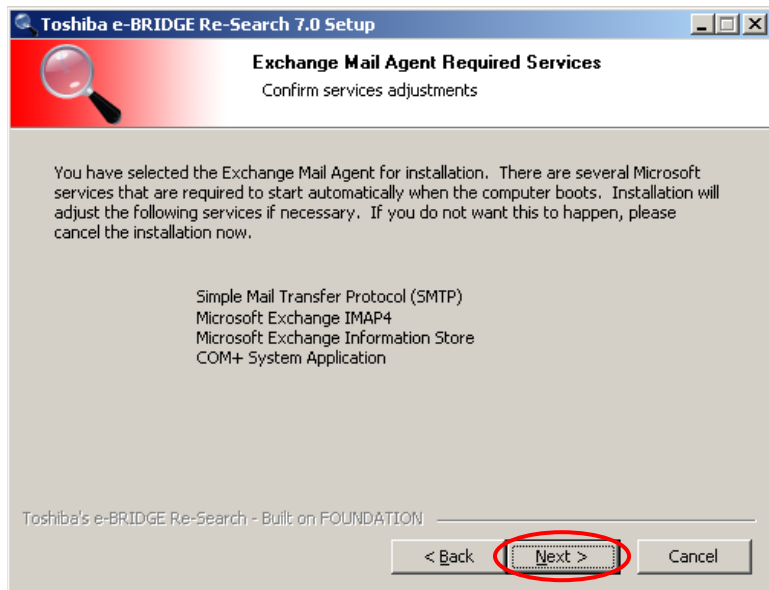 Toshiba e-BRIDGE Re-Search 7.0 Setup
Exchange Mail Agent Required Services
Confirm services adjustments
You have selected the Exchange Mail Agent for installation.  There are several Microsoft
services that are required to start automatically when the computer boots.  Installation will
adjust the following services if necessary.  If you do not want this to happen, please
cancel the installation now.
Simple Mail Transfer Protocol (SMTP)
Microsoft Exchange IMAP4
Microsoft Exchange Information Store
COM+ System Application
Toshiba's e-BRIDGE Re-Search - Built on FOUNDATION
< Back
Next >
Cancel